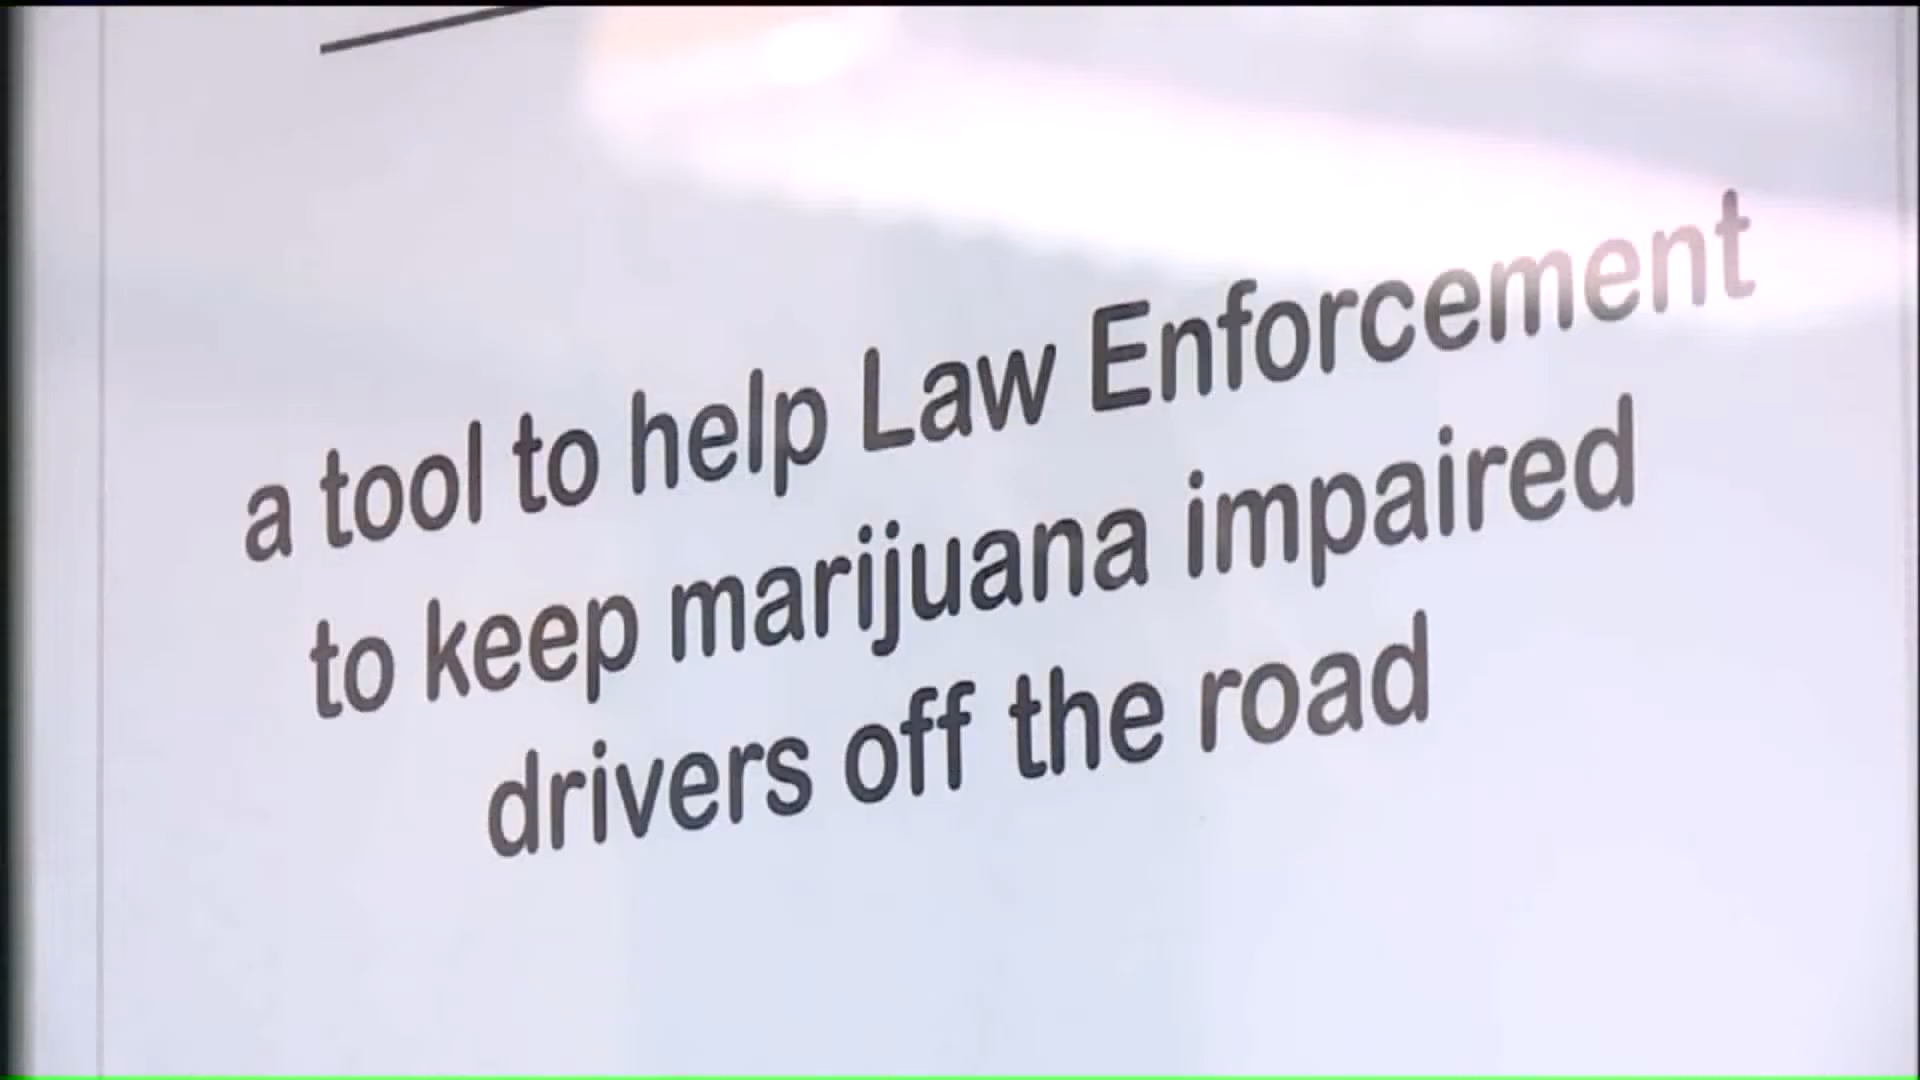 a tool to help Law Enforcement
to keep marijuana impaired
drivers off the road